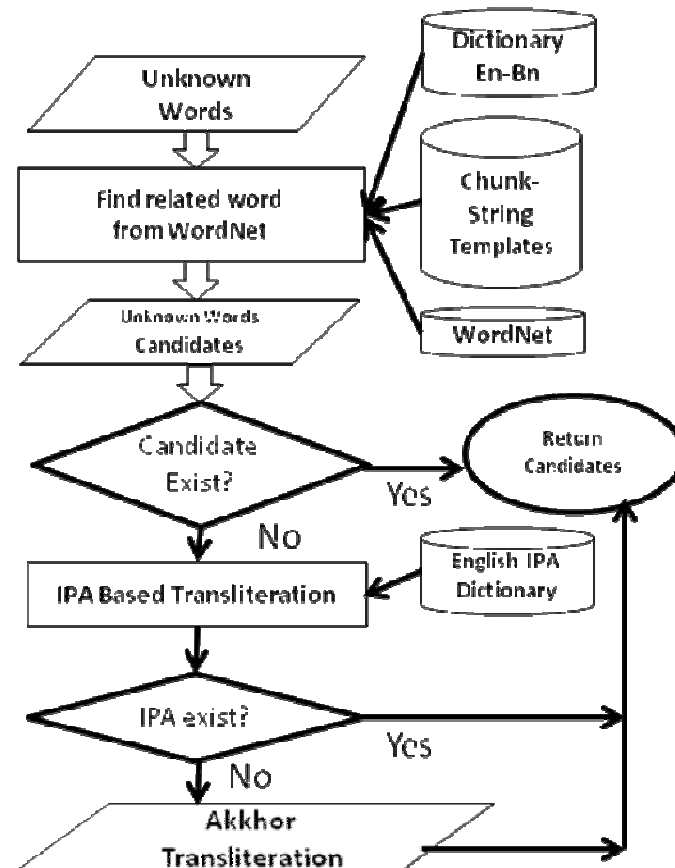 Unknown
Words
Dictionary
En-Bn
Find related word
from WordNet
Chunk-
String
Templates
WordNet
Unknown Words
Candidates
Candidate
Exist?
Yes
Return
Candidates
No
IPA Based Transliteration
English IPA
Dictionary
IPA exist?
Yes
No
Akkhor
Transliteration